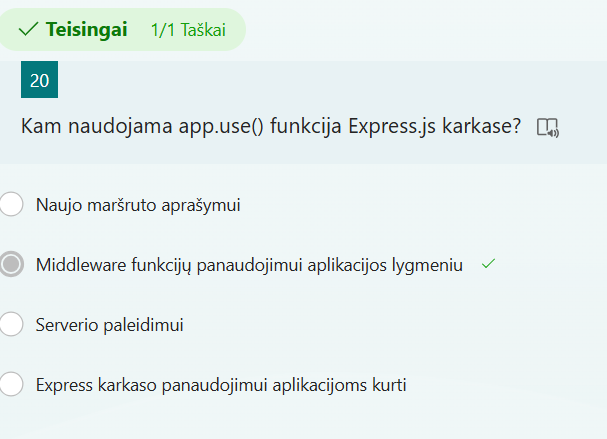 Teisingai 1/1 Taškai
20
Kam naudojama app.use() funkcija Express.js karkase?
Naujo maršruto aprašymui
Middleware funkcijų panaudojimui aplikacijos lygmeniu
Serverio paleidimui
Express karkaso panaudojimui aplikacijoms kurti